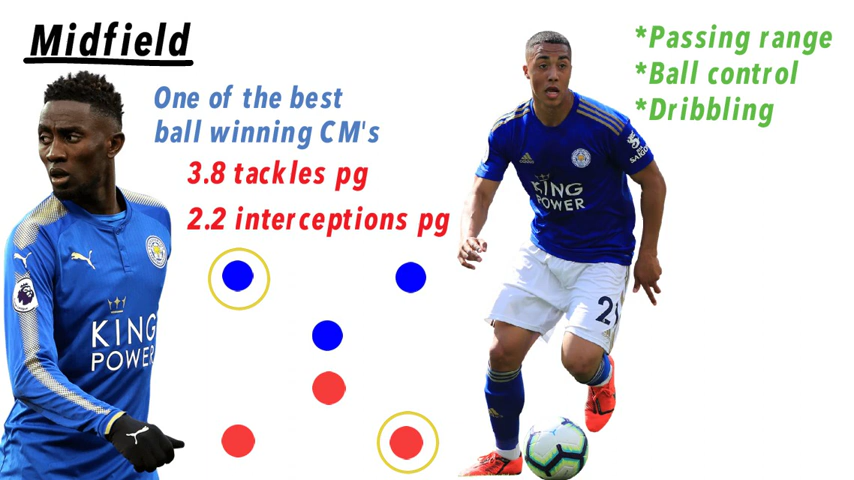 Midfield
One of the best
ball winning CM's
3.8 tackles pg
2.2 interceptions pg
*Passing range
*Ball control
*Dribbling
KING
POWER
KING
POWER